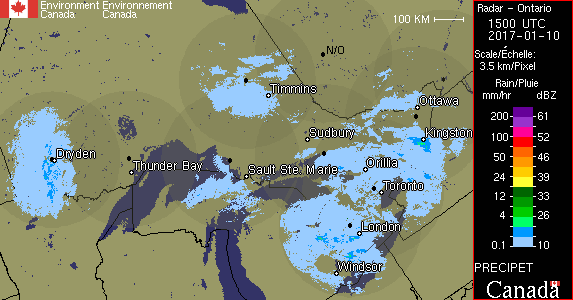 Environment Environnement
Canada Canada
100 KM
N/O
Timmins
Ottawa
Sudbury
Kingston
Dryden
Thunder Bay
Sault Ste. Marie
Orillia
Toronto
London
Windsor
Radar - Ontario
1500 UTC
2017-01-10
Scale/Échelle:
3.5 km/Pixel
Rain/Pluie
mm/hr dBZ
200 61
100 52
50 46
24 39
12 33
4 26
0.1 10
PRECIPET
Canada